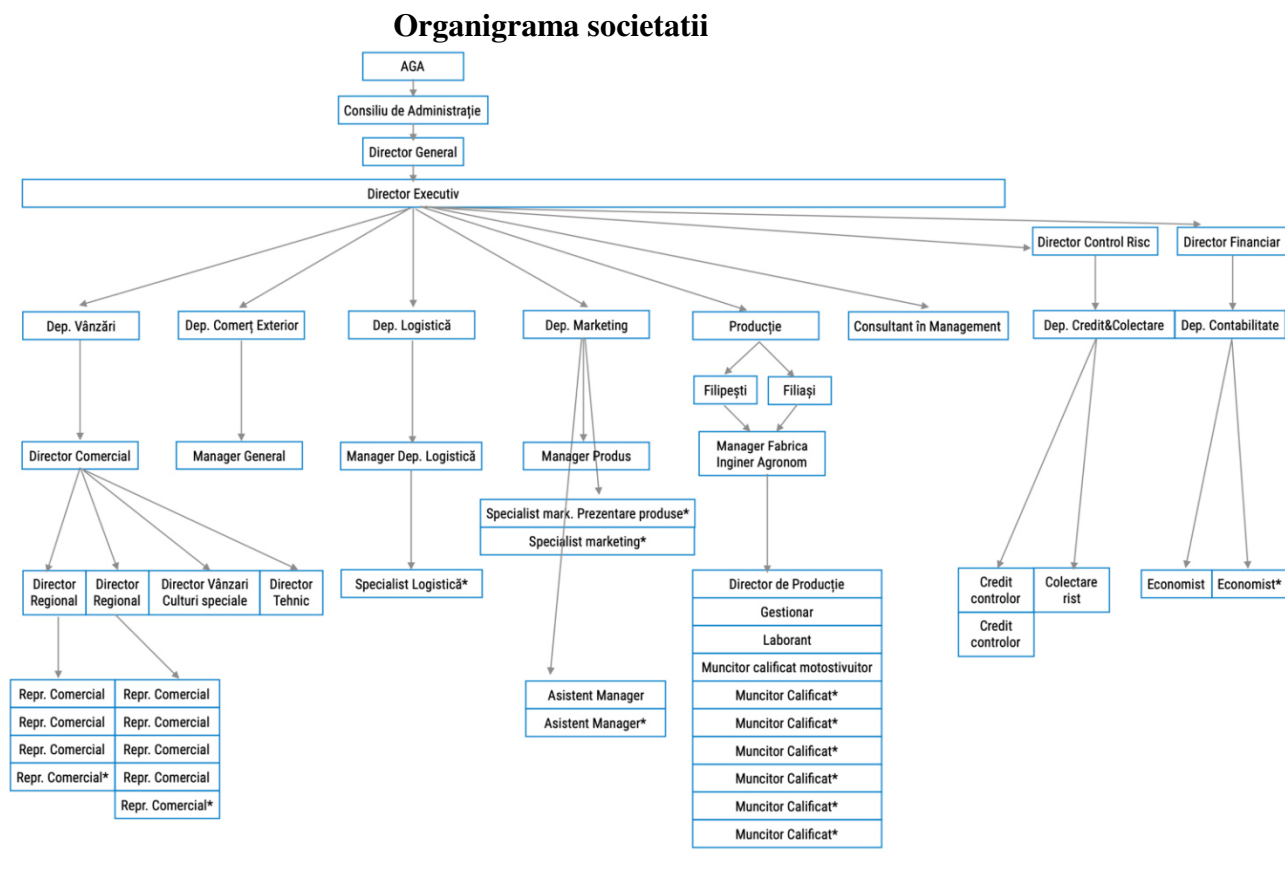 Organigrama societatii
AGA
Consiliu de Administrație
Director General
Director Executiv
Director Control Risc
Director Financiar
Dep. Vânzări
Dep. Comerț Exterior
Dep. Logistică
Dep. Marketing
Producție
Consultant în Management
Dep. Credit&Colectare
Dep. Contabilitate
Filipești
Filiași
Director Comercial
Manager General
Manager Dep. Logistică
Manager Produs
Manager Fabrica
Inginer Agronom
Specialist mark. Prezentare produse*
Specialist marketing*
Director
Regional
Director
Regional
Director Vânzari
Culturi speciale
Director
Tehnic
Specialist Logistică*
Director de Producție
Gestionar
Laborant
Muncitor calificat motostivuitor
Muncitor Calificat*
Muncitor Calificat*
Muncitor Calificat*
Muncitor Calificat*
Muncitor Calificat*
Muncitor Calificat*
Credit
controlor
Credit
controlor
Colectare
rist
Economist
Economist*
Repr. Comercial
Repr. Comercial
Repr. Comercial
Repr. Comercial*
Repr. Comercial
Repr. Comercial
Repr. Comercial
Repr. Comercial
Repr. Comercial*
Asistent Manager
Asistent Manager*